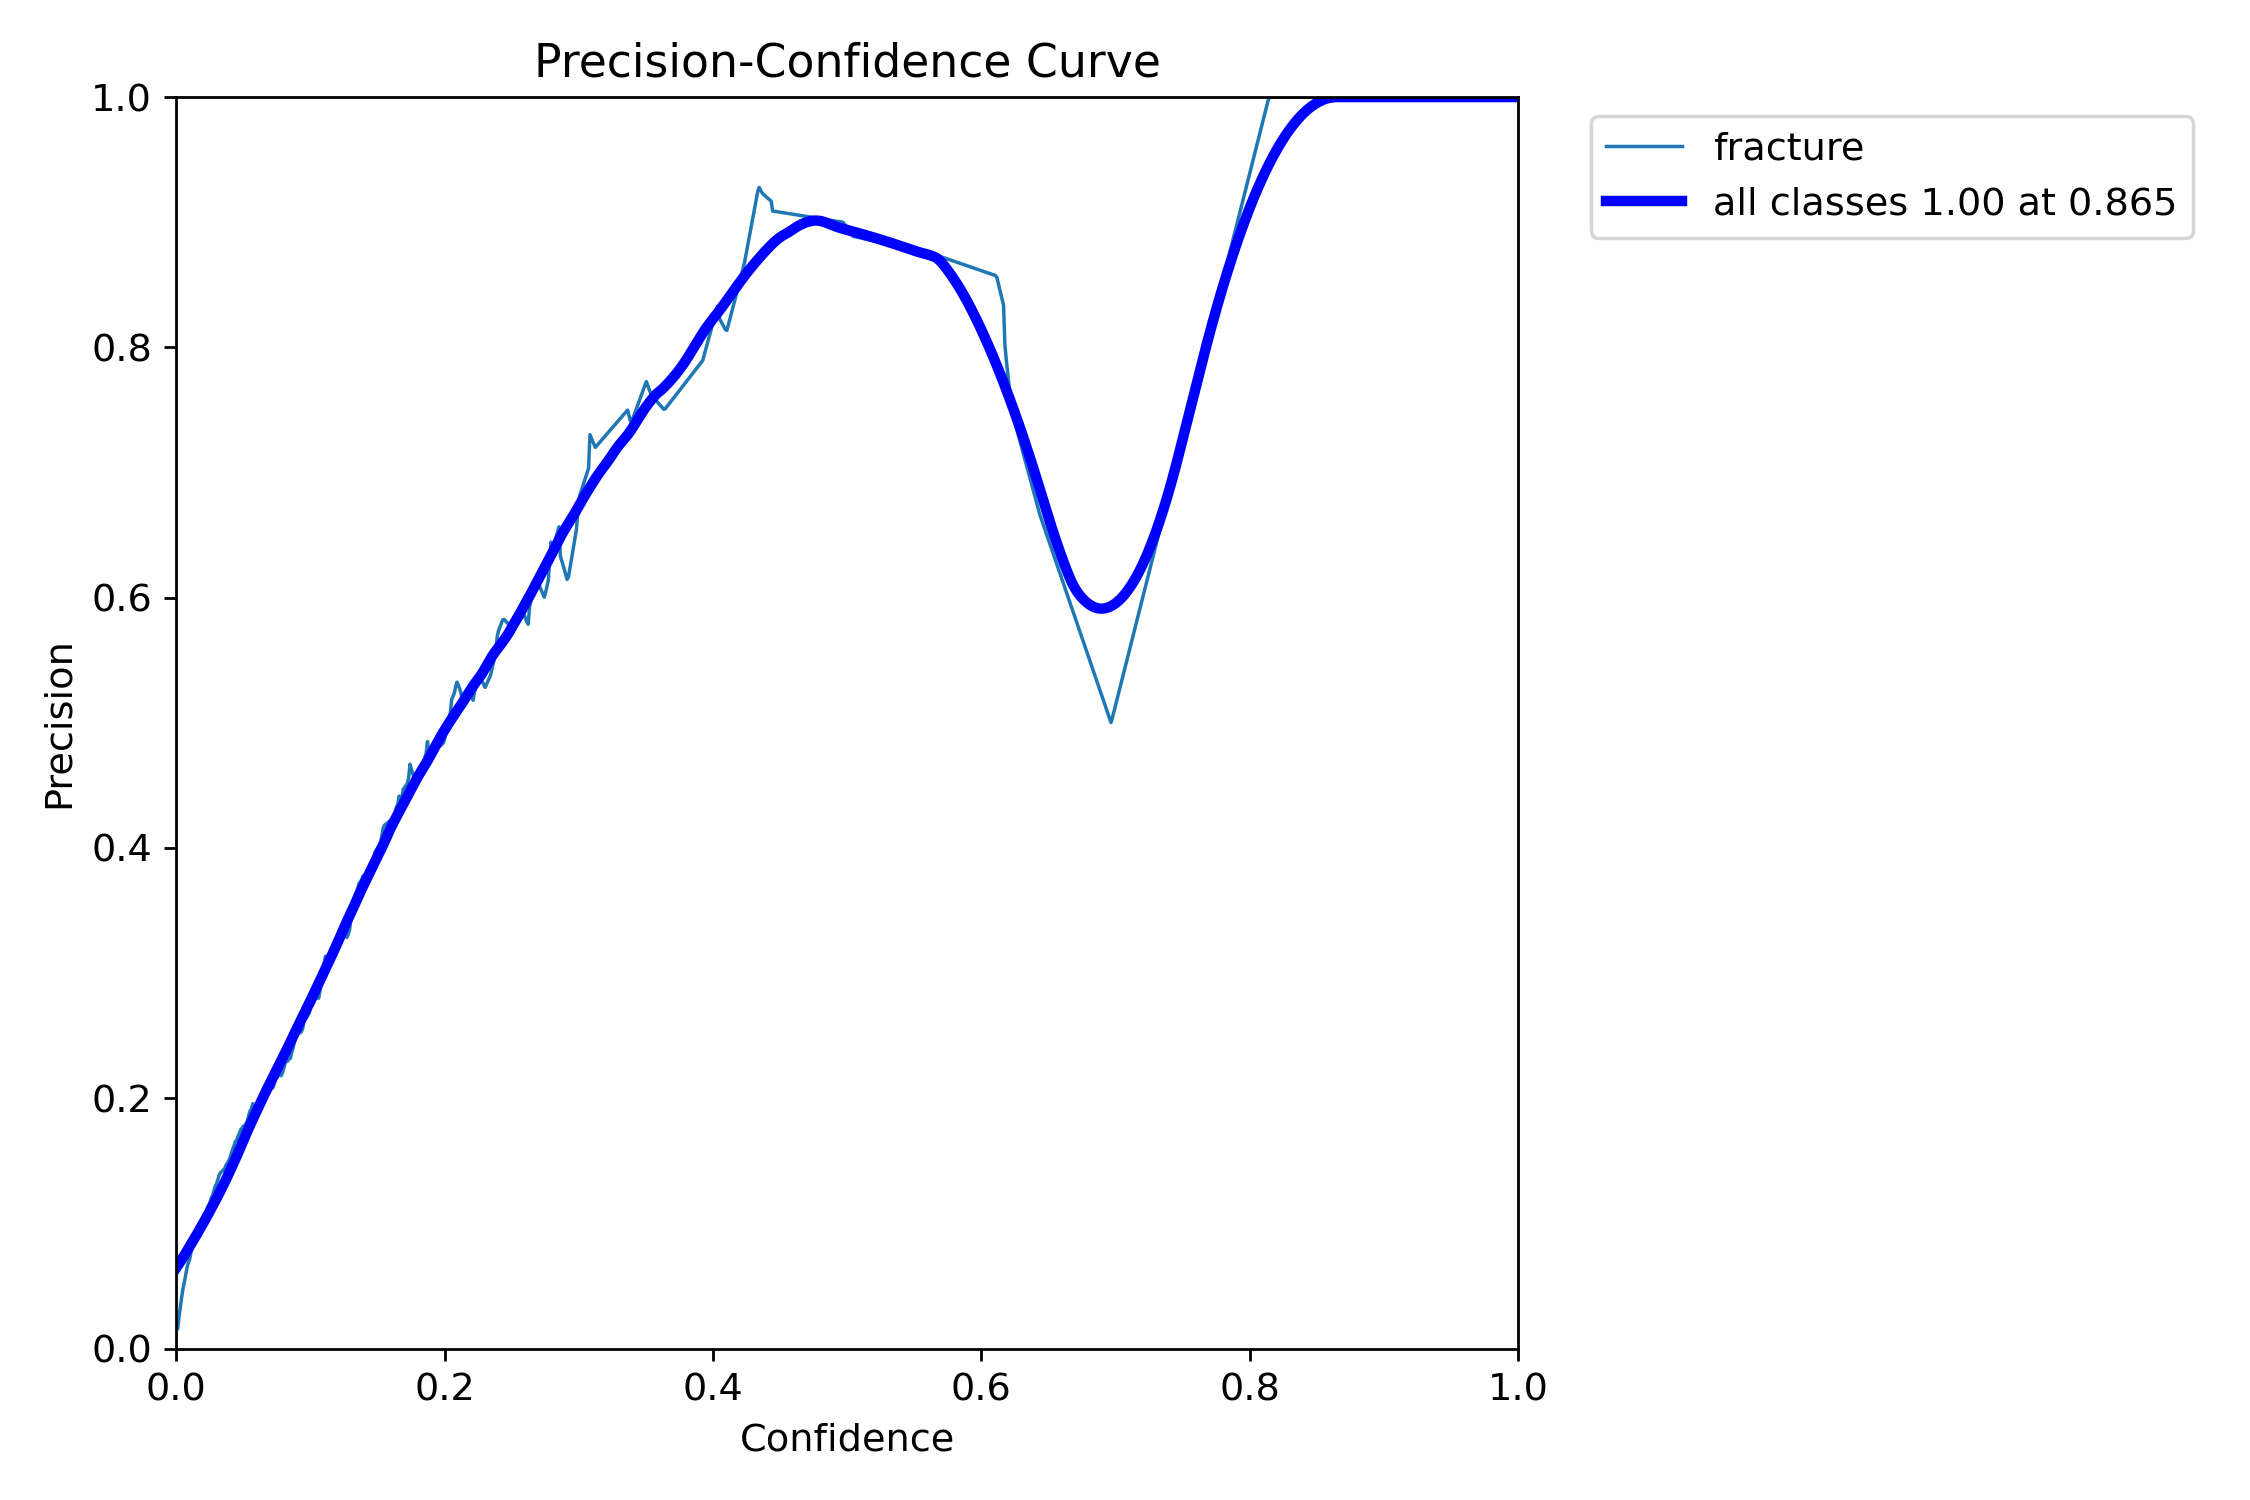 Precision-Confidence Curve
fracture
all classes 1.00 at 0.865
Precision
1.0
0.8
0.6
0.4
0.2
0.0
0.0 0.2 0.4 0.6 0.8 1.0
Confidence